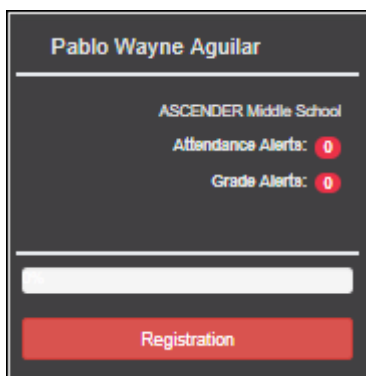 Pablo Wayne Aguilar
ASCENDER Middle School
Attendance Alerts: 0
Grade Alerts: 0
Registration